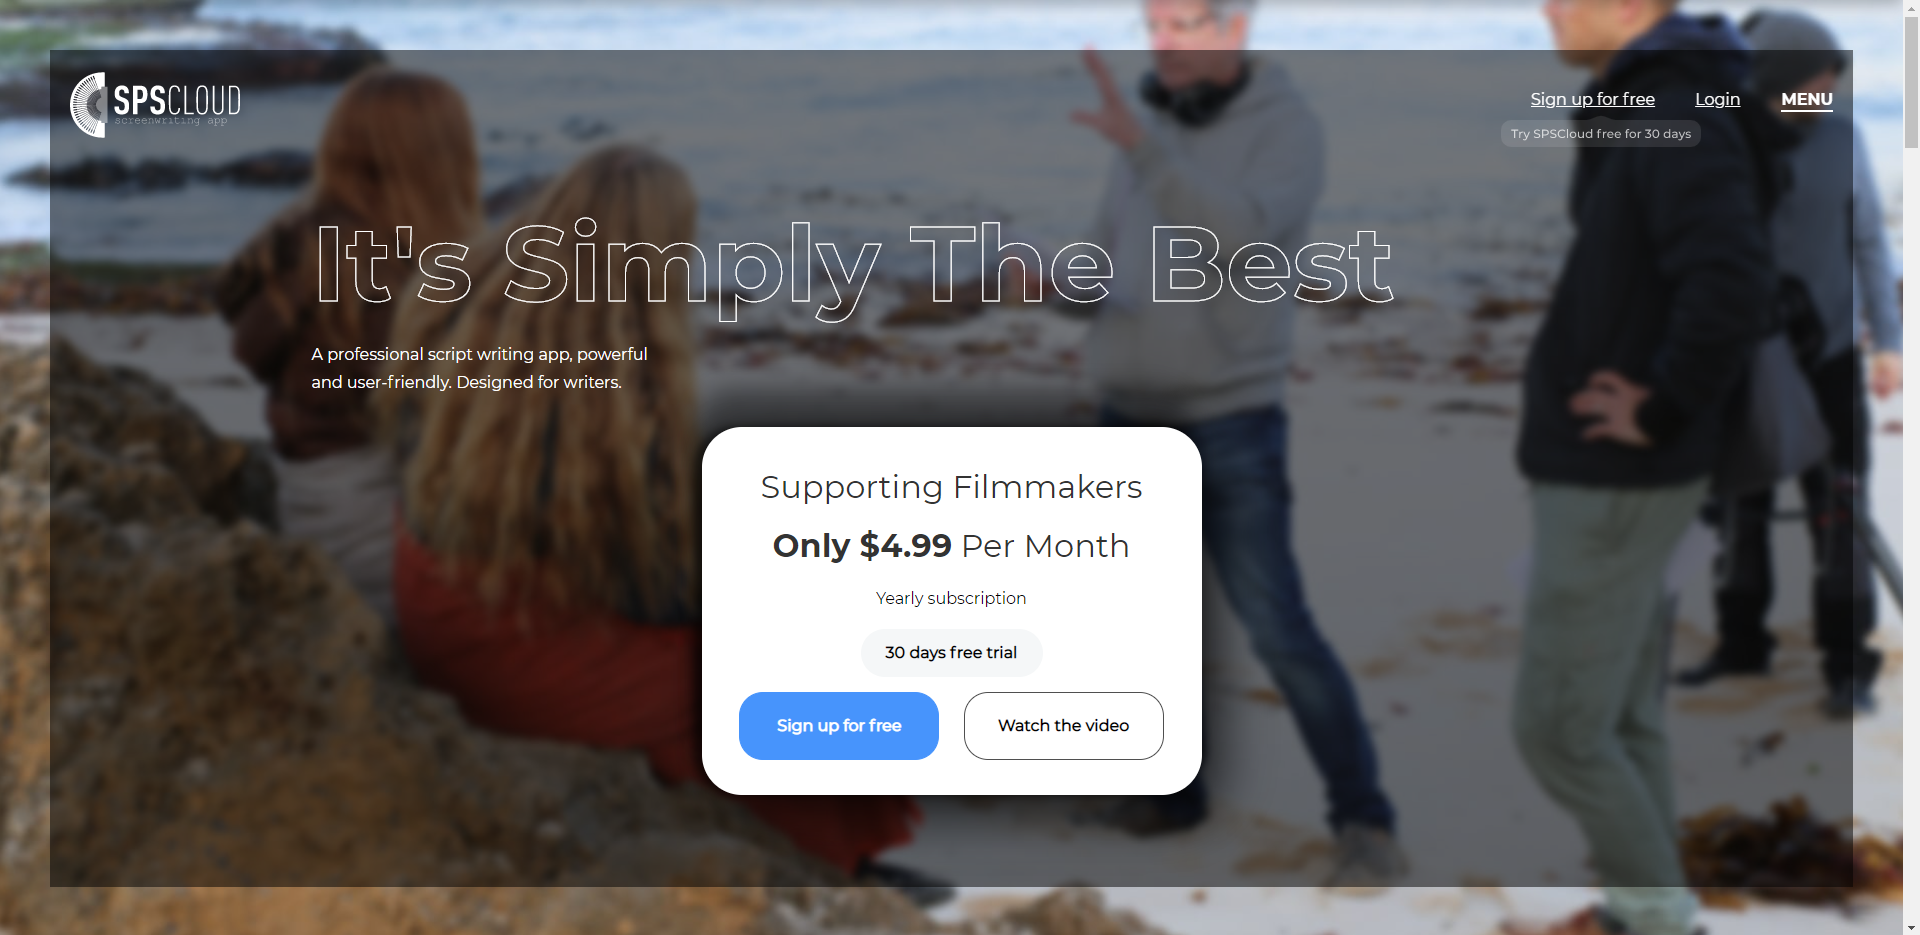 SPSCLOUD
screenwriting app
Sign up for free
Login
MENU
Try SPSCloud free for 30 days
It's Simply The Best
A professional script writing app, powerful
and user-friendly. Designed for writers.
Supporting Filmmakers
Only $4.99 Per Month
Yearly subscription
30 days free trial
Sign up for free
Watch the video